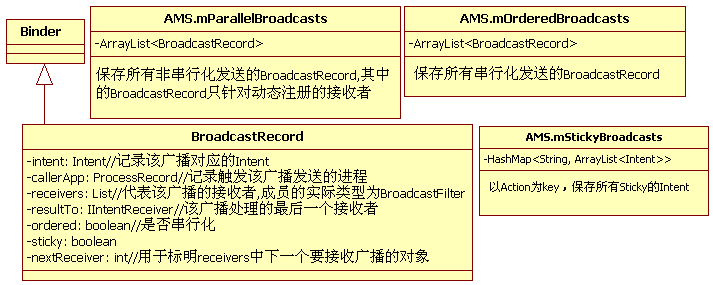 Binder
AMS.mParallelBroadcasts
-ArrayList<BroadcastRecord>
保存所有非串行化发送的BroadcastRecord,其中
的BroadcastRecord只针对动态注册的接收者
AMS.mOrderedBroadcasts
-ArrayList<BroadcastRecord>
保存所有串行化发送的BroadcastRecord
BroadcastRecord
-intent: Intent//记录该广播对应的Intent
-callerApp: ProcessRecord//记录触发该广播发送的进程
-receivers: List//代表该广播的接收者,成员的实际类型为BroadcastFilter
-resultTo: IIntentReceiver//该广播处理的最后一个接收者
-ordered: boolean//是否串行化
-sticky: boolean
-nextReceiver: int//用于标明receivers中下一个要接收广播的对象
AMS.mStickyBroadcasts
-HashMap<String, ArrayList<Intent>>
以Action为key，保存所有Sticky的Intent